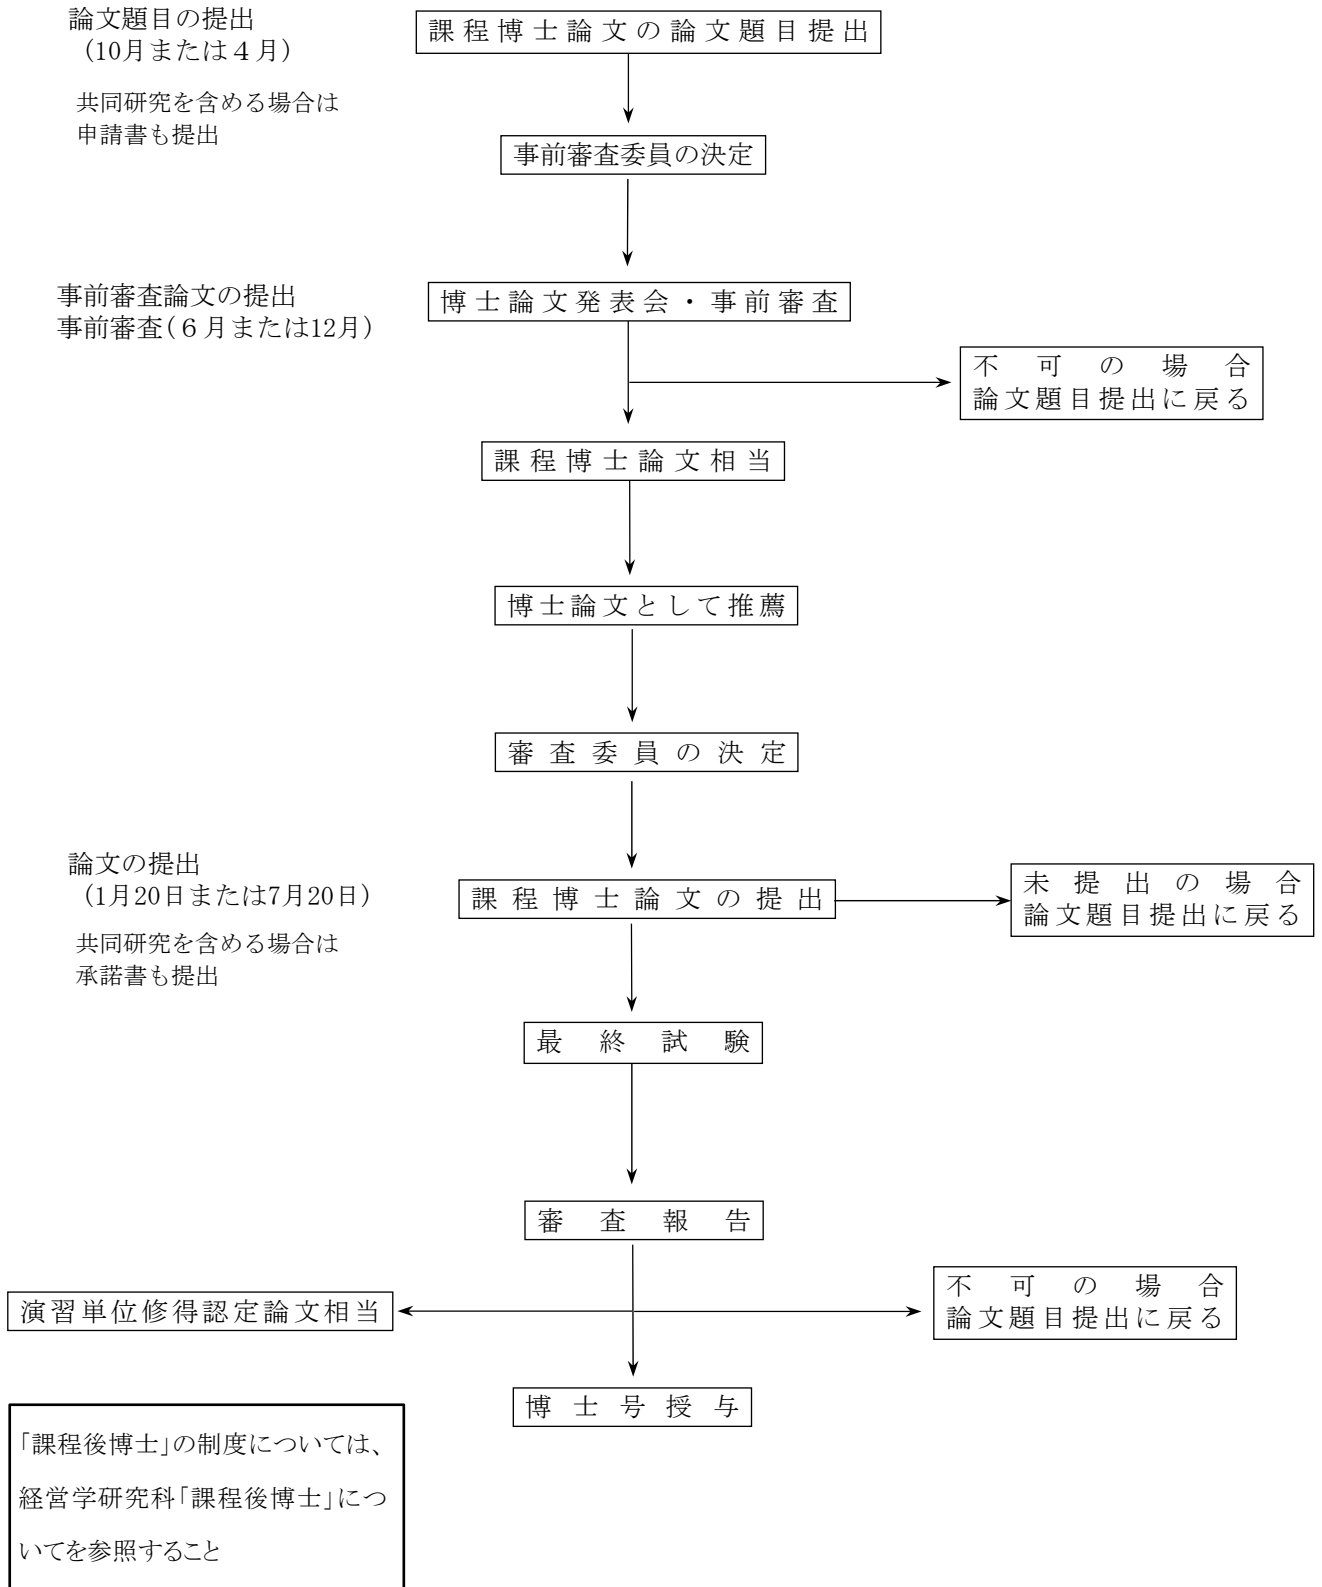 論文題目の提出
（10月または４月）
共同研究を含める場合は
申請書も提出
課程博士論文の論文題目提出
事前審査委員の決定
事前審査論文の提出
事前審査（６月または12月）
博士論文発表会・事前審査
不可の場合
論文題目提出に戻る
課程博士論文相当
博士論文として推薦
審査委員の決定
論文の提出
（1月20日または7月20日）
共同研究を含める場合は
承諾書も提出
課程博士論文の提出
未提出の場合
論文題目提出に戻る
最終試験
審査報告
演習単位修得認定論文相当
不可の場合
論文題目提出に戻る
博士号授与
「課程後博士」の制度については、
経営学研究科「課程後博士」につ
いてを参照すること